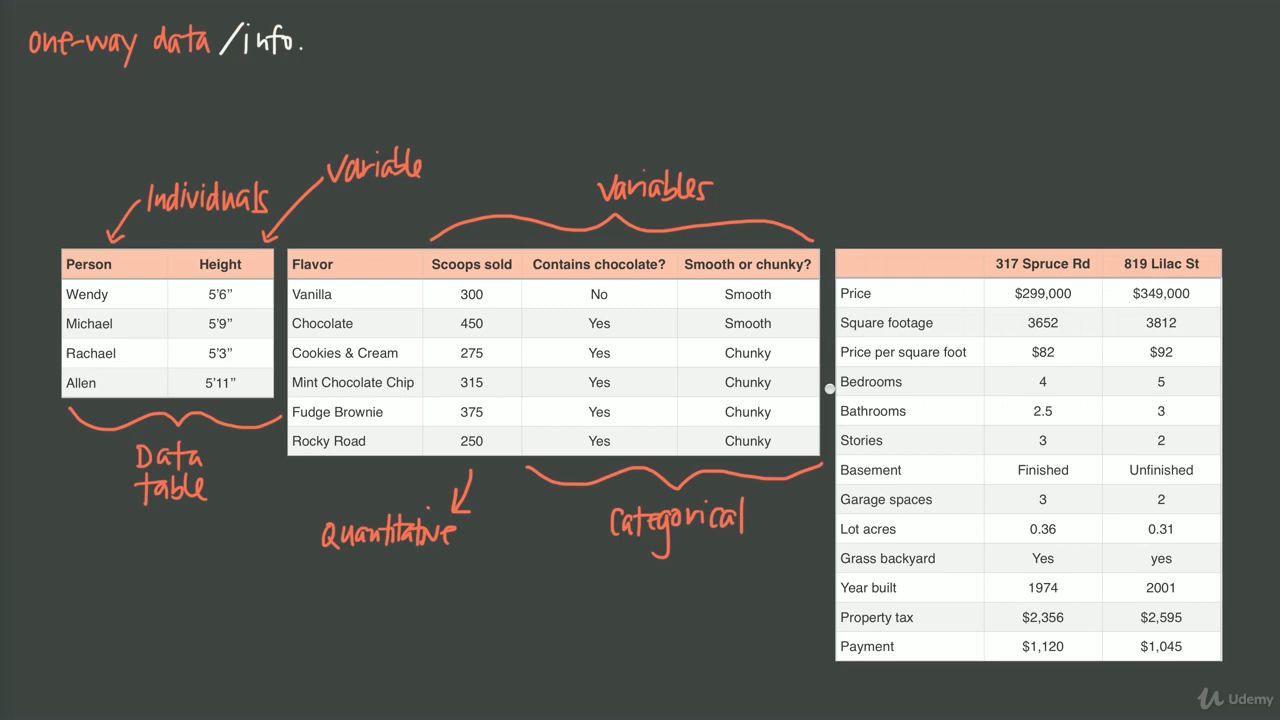 one-way data /info.
Individuals
Variable
Variables
Person Height
Wendy 5'6”
Michael 5'9”
Rachael 5'3”
Allen 5'11”
Data
table
Flavor Scoops sold Contains chocolate? Smooth or chunky?
Vanilla 300 No Smooth
Chocolate 450 Yes Smooth
Cookies & Cream 275 Yes Chunky
Mint Chocolate Chip 315 Yes Chunky
Fudge Brownie 375 Yes Chunky
Rocky Road 250 Yes Chunky
Quantitative
Categorical
317 Spruce Rd 819 Lilac St
Price $299,000 $349,000
Square footage 3652 3812
Price per square foot $82 $92
Bedrooms 4 5
Bathrooms 2.5 3
Stories 3 2
Basement Finished Unfinished
Garage spaces 3 2
Lot acres 0.36 0.31
Grass backyard Yes yes
Year built 1974 2001
Property tax $2,356 $2,595
Payment $1,120 $1,045
Udemy